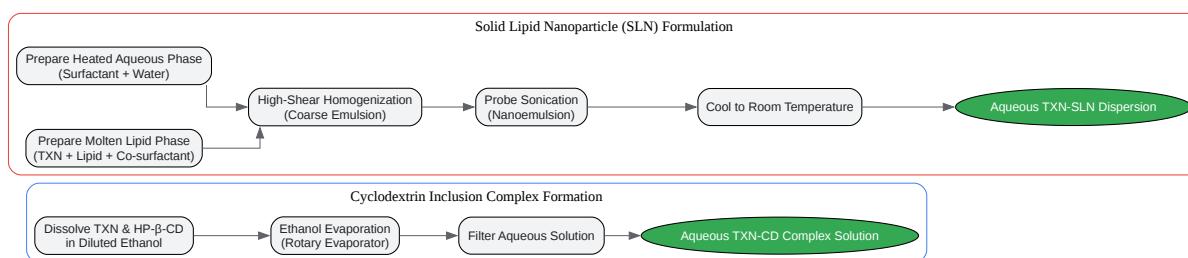 Solid Lipid Nanoparticle (SLN) Formulation
Prepare Heated Aqueous Phase
(Surfactant + Water)
Prepare Molten Lipid Phase
(TXN + Lipid + Co-surfactant)
High-Shear Homogenization
(Coarse Emulsion)
Probe Sonication
(Nanoemulsion)
Cool to Room Temperature
Aqueous TXN-SLN Dispersion
Cyclodextrin Inclusion Complex Formation
Dissolve TXN & HP-β-CD
in Diluted Ethanol
Ethanol Evaporation
(Rotary Evaporator)
Filter Aqueous Solution
Aqueous TXN-CD Complex Solution